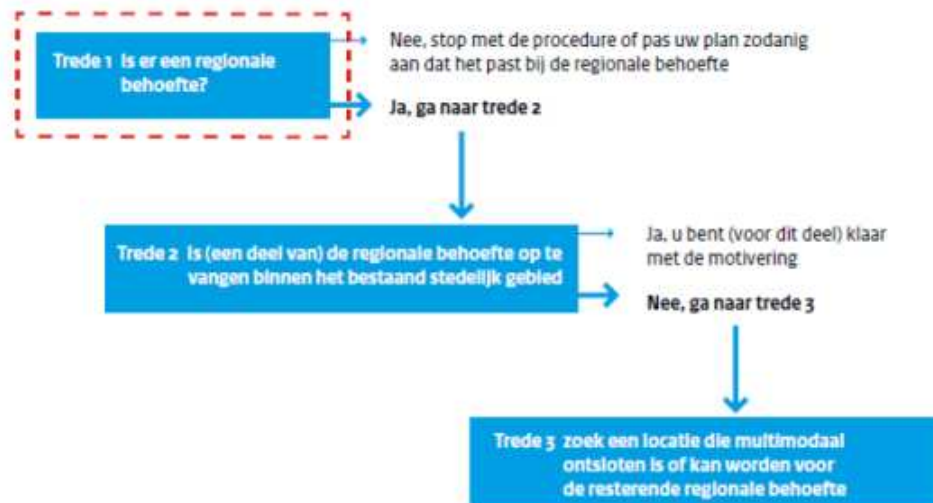 Trede 1 Is er een regionale
behoefte?
Nee, stop met de procedure of pas uw plan zodanig
aan dat het past bij de regionale behoefte
Ja, ga naar trede 2
Trede 2 Is (een deel van) de regionale behoefte op te
vangen binnen het bestaand stedelijk gebied
Ja, u bent (voor dit deel) klaar
met de motivering
Nee, ga naar trede 3
Trede 3 zoek een locatie die multimodaal
ontsloten is of kan worden voor
de resterende regionale behoefte